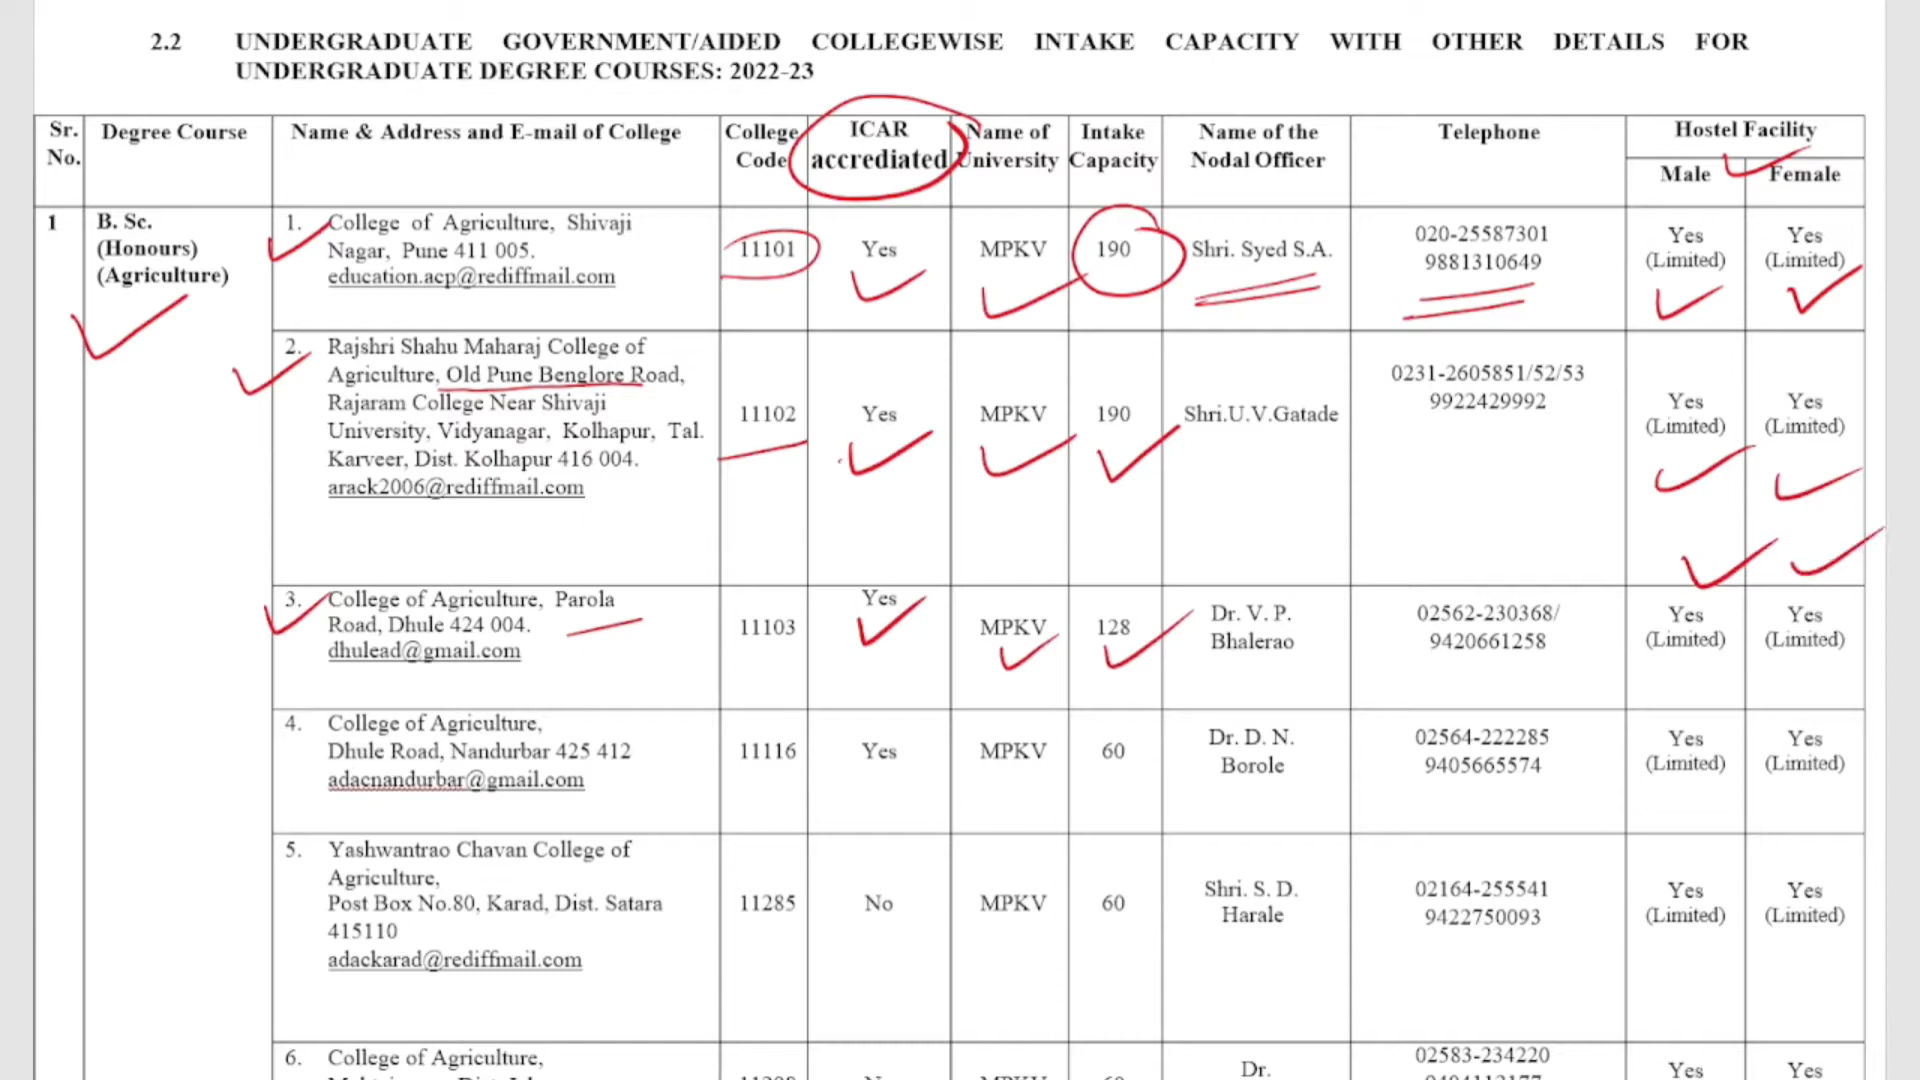 2.2 UNDERGRADUATE GOVERNMENT/AIDED COLLEGEWISE INTAKE CAPACITY WITH OTHER DETAILS FOR
UNDERGRADUATE DEGREE COURSES: 2022-23
Sr. No. Degree Course Name & Address and E-mail of College College Code ICAR accrediated Name of University Intake Capacity Name of the Nodal Officer Telephone Hostel Facility
Male Female
1 B. Sc.
(Honours)
(Agriculture)
1. College of Agriculture, Shivaji
Nagar, Pune 411 005.
education.acp@rediffmail.com
11101 Yes MPKV 190 Shri. Syed S.A.
020-25587301
9881310649
Yes (Limited) Yes (Limited)
2. Rajshri Shahu Maharaj College of
Agriculture, Old Pune Benglore Road,
Rajaram College Near Shivaji
University, Vidyanagar, Kolhapur, Tal.
Karveer, Dist. Kolhapur 416 004.
arack2006@rediffmail.com
11102 Yes MPKV 190 Shri.U.V.Gatade
0231-2605851/52/53
9922429992
Yes (Limited) Yes (Limited)
3. College of Agriculture, Parola
Road, Dhule 424 004.
dhulead@gmail.com
11103 Yes MPKV 128 Dr. V. P. Bhalerao
02562-230368/
9420661258
Yes (Limited) Yes (Limited)
4. College of Agriculture,
Dhule Road, Nandurbar 425 412
adacnandurbar@gmail.com
11116 Yes MPKV 60 Dr. D. N. Borole
02564-222285
9405665574
Yes (Limited) Yes (Limited)
5. Yashwantrao Chavan College of
Agriculture,
Post Box No.80, Karad, Dist. Satara
415110
adackarad@rediffmail.com
11285 No MPKV 60 Shri. S. D. Harale
02164-255541
9422750093
Yes (Limited) Yes (Limited)
6. College of Agriculture,
Dr.
02583-234220
Yes Yes